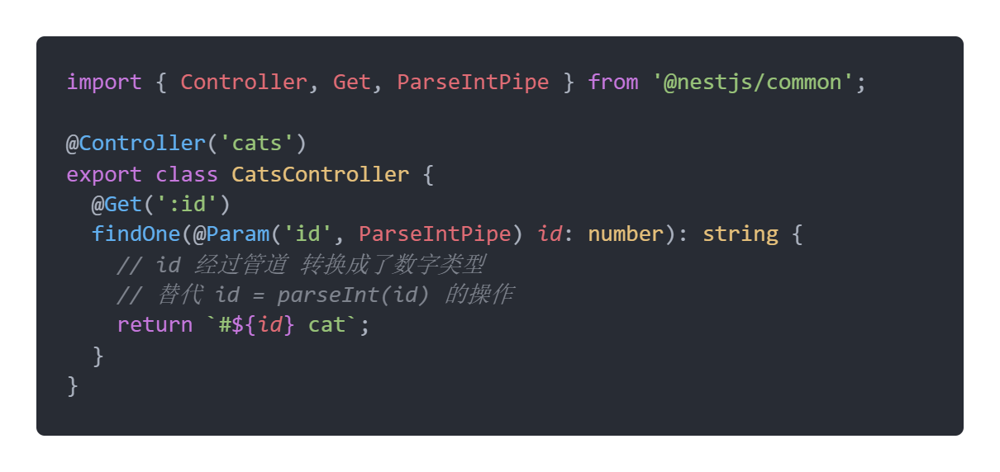 import { Controller, Get, ParseIntPipe } from '@nestjs/common';

@Controller('cats')
export class CatsController {
  @Get(':id')
  findOne(@Param('id', ParseIntPipe) id: number): string {
    // id 经过管道 转换成了数字类型
    // 替代 id = parseInt(id) 的操作
    return `#${id} cat`;
  }
}